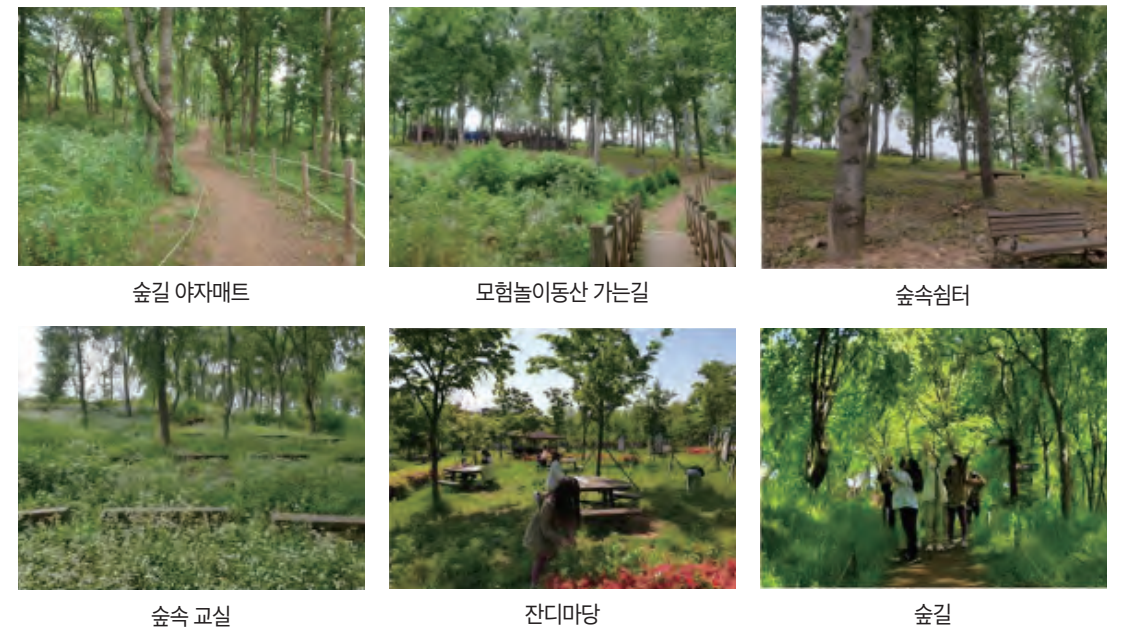 숲길 야자매트
모험놀이동산 가는길
숲속쉼터
숲속 교실
잔디마당
숲길